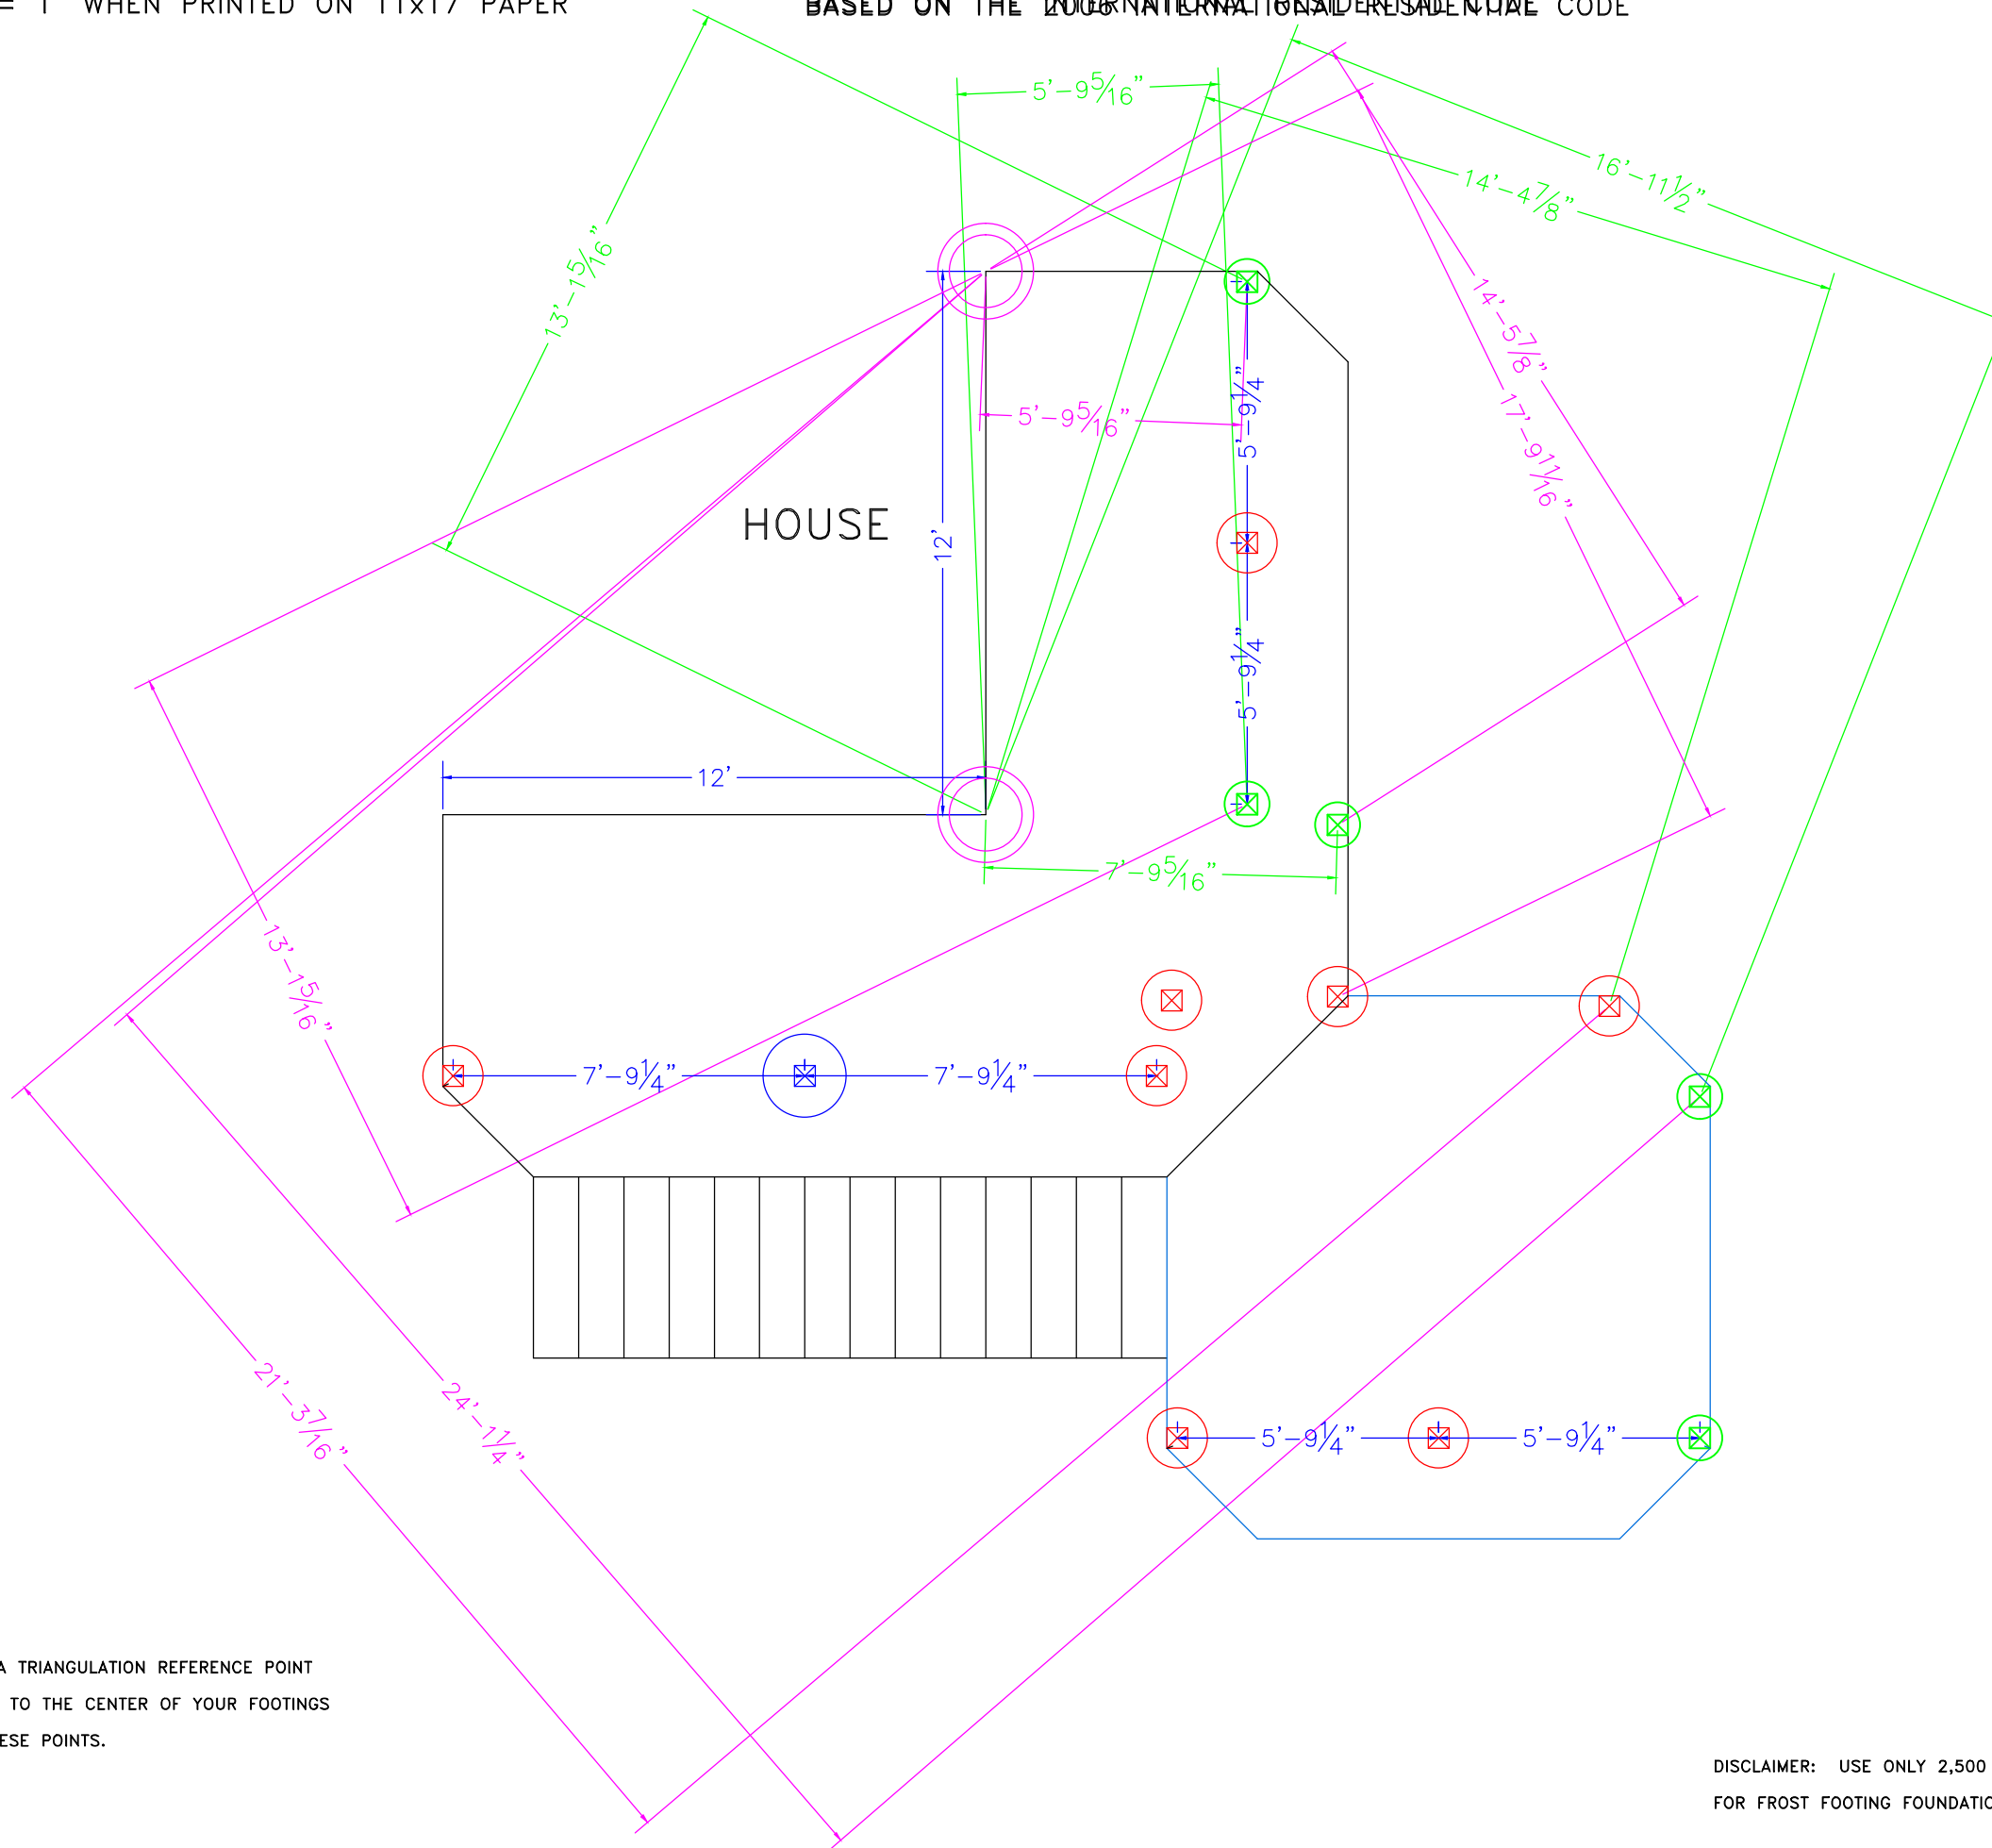 = 1" WHEN PRINTED ON 11x17 PAPER
BASED ON THE 2006 INTERNATIONAL RESIDENTIAL CODE
5'-9 5/16"
16'-11 1/2"
14'-4 7/8"
13'-1 5/16"
14'-5 7/8"
5'-9 1/4"
5'-9 5/16"
17'-9 11/16"
HOUSE
12'
5'-9 1/4"
12'
7'-9 5/16"
13'-1 5/16"
7'-9 1/4"
7'-9 1/4"
21'-3 7/16"
24'-1 1/4"
5'-9 1/4"
5'-9 1/4"
A TRIANGULATION REFERENCE POINT
TO THE CENTER OF YOUR FOOTINGS
ESE POINTS.
DISCLAIMER: USE ONLY 2,500
FOR FROST FOOTING FOUNDATIO